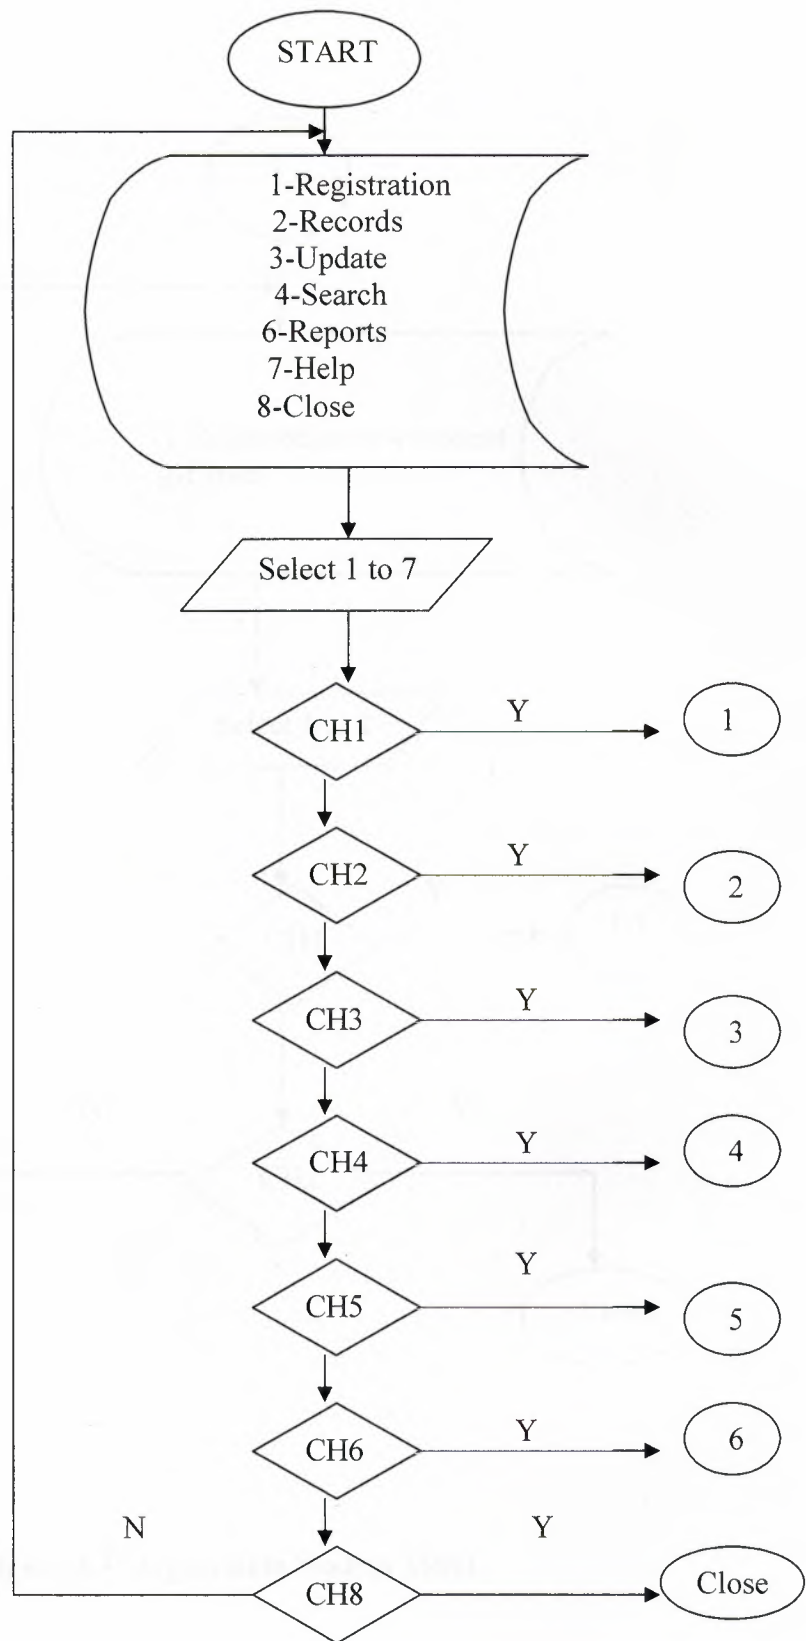 START
1-Registration
2-Records
3-Update
4-Search
6-Reports
7-Help
8-Close
Select 1 to 7
CH1
Y
1
CH2
Y
2
CH3
Y
3
CH4
Y
4
CH5
Y
5
CH6
Y
6
N
CH8
Y
Close